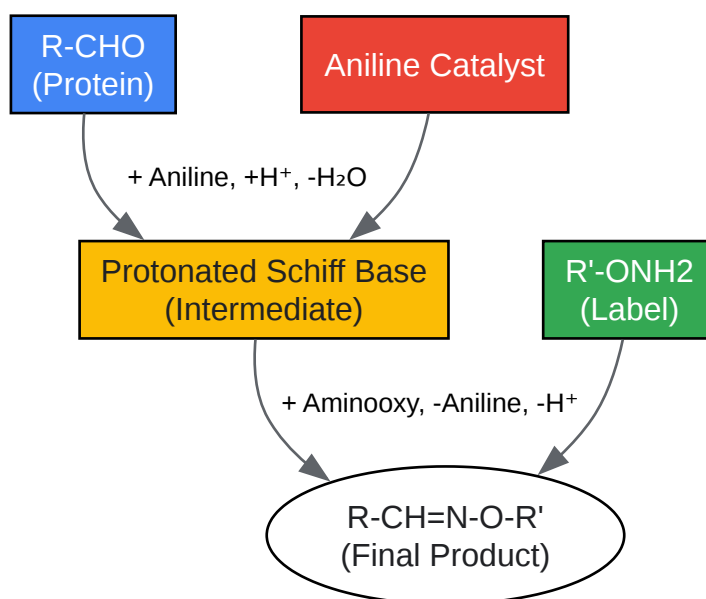 R-CHO
(Protein)
Aniline Catalyst
+ Aniline, +H⁺, -H₂O
Protonated Schiff Base
(Intermediate)
R'-ONH2
(Label)
+ Aminooxy, -Aniline, -H⁺
R-CH=N-O-R'
(Final Product)